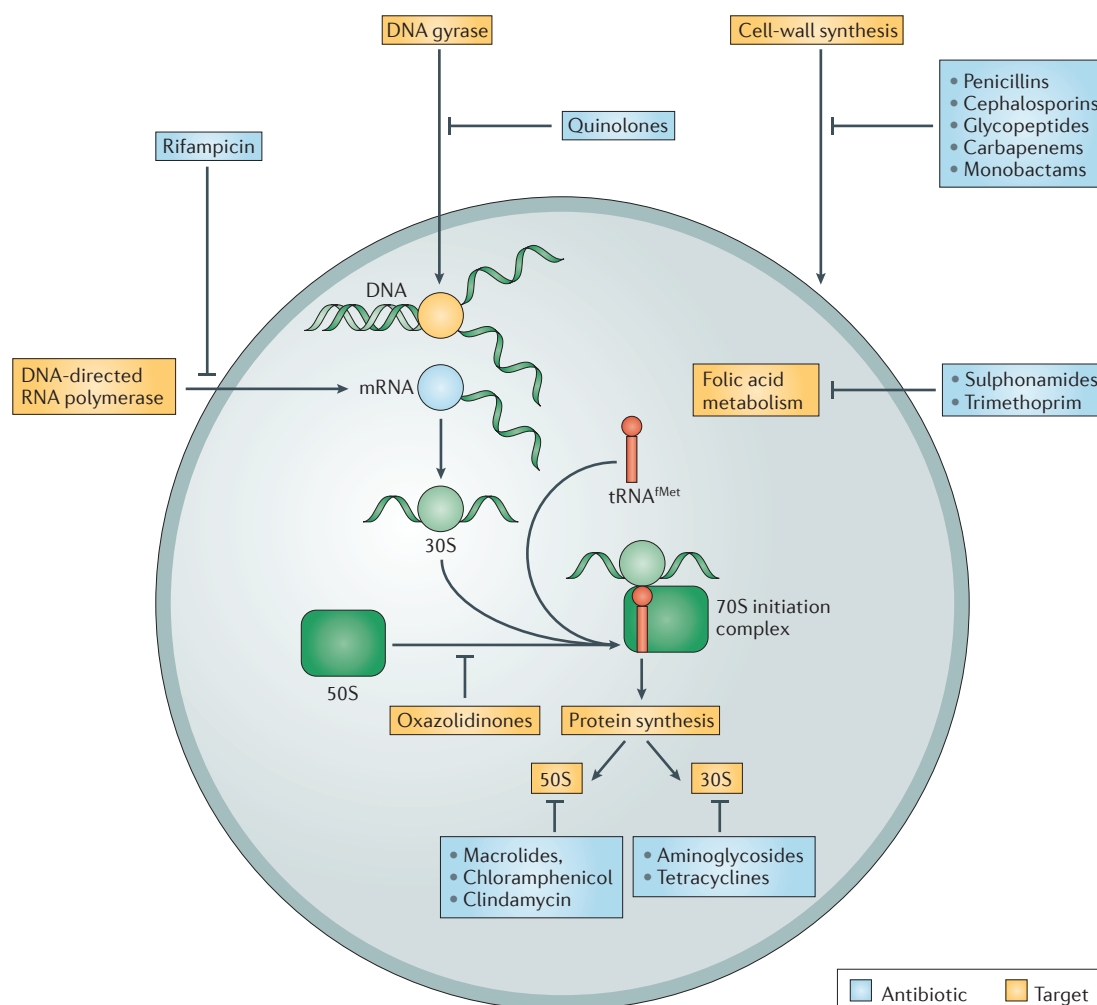 DNA gyrase
Cell-wall synthesis
• Penicillins
• Cephalosporins
• Glycopeptides
• Carbapenems
• Monobactams
Quinolones
Rifampicin
DNA
DNA-directed
RNA polymerase
mRNA
Folic acid
metabolism
• Sulphonamides
• Trimethoprim
tRNAfMet
30S
70S initiation
complex
50S
Oxazolidinones
Protein synthesis
50S
30S
• Macrolides,
• Chloramphenicol
• Clindamycin
• Aminoglycosides
• Tetracyclines
Antibiotic
Target